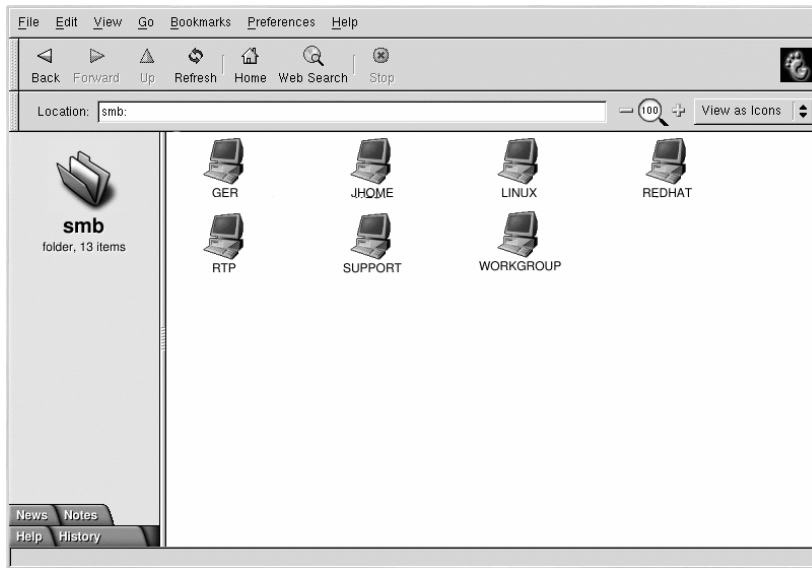 File Edit View Go Bookmarks Preferences Help
Back Forward Up Refresh Home Web Search Stop
Location: smb: 100 View as Icons
GER JHOME LINUX REDHAT
RTP SUPPORT WORKGROUP
smb
folder, 13 items
News Notes
Help History